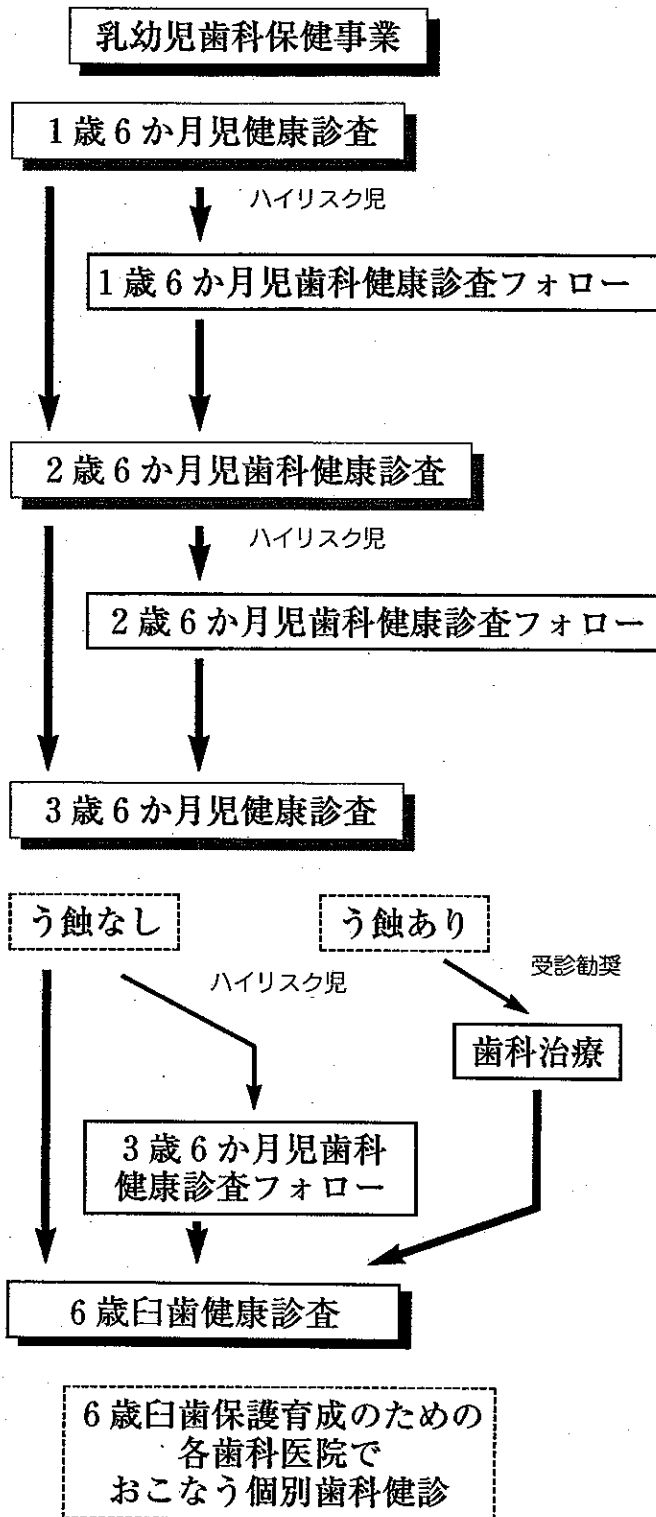 乳幼児歯科保健事業
1歳6か月児健康診査
ハイリスク児
1歳6か月児歯科健康診査フォロー
2歳6か月児歯科健康診査
ハイリスク児
2歳6か月児歯科健康診査フォロー
3歳6か月児健康診査
う蝕なし
う蝕あり
ハイリスク児
受診勧奨
歯科治療
3歳6か月児歯科
健康診査フォロー
6歳臼歯健康診査
6歳臼歯保護育成のための
各歯科医院で
おこなう個別歯科健診